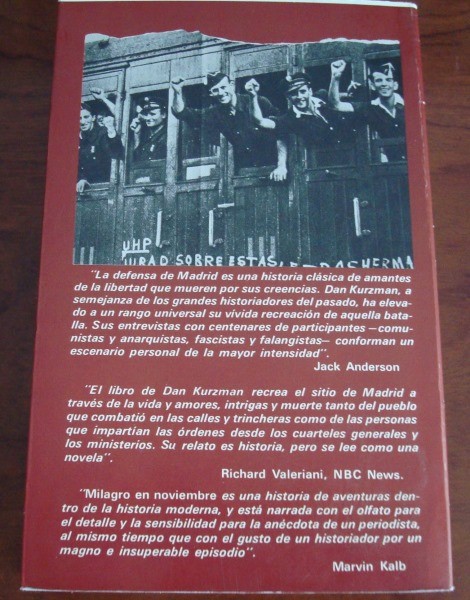 UHP
JURAD SOBRE ESTAS LETRAS HERMA
"La defensa de Madrid es una historia clásica de amantes
de la libertad que mueren por sus creencias. Dan Kurzman, a
semejanza de los grandes historiadores del pasado, ha eleva-
do a un rango universal su vívida recreación de aquella bata-
lla. Sus entrevistas con centenares de participantes —comu-
nistas y anarquistas, fascistas y falangistas— conforman un
escenario personal de la mayor intensidad".
Jack Anderson
"El libro de Dan Kurzman recrea el sitio de Madrid a
través de la vida y amores, intrigas y muerte tanto del pueblo
que combatió en las calles y trincheras como de las personas
que impartían las órdenes desde los cuarteles generales y
los ministerios. Su relato es historia, pero se lee como una
novela".
Richard Valeriani, NBC News.
"Milagro en noviembre es una historia de aventuras den-
tro de la historia moderna, y está narrada con el olfato para
el detalle y la sensibilidad para la anécdota de un periodista,
al mismo tiempo que con el gusto de un historiador por un
magno e insuperable episodio".
Marvin Kalb